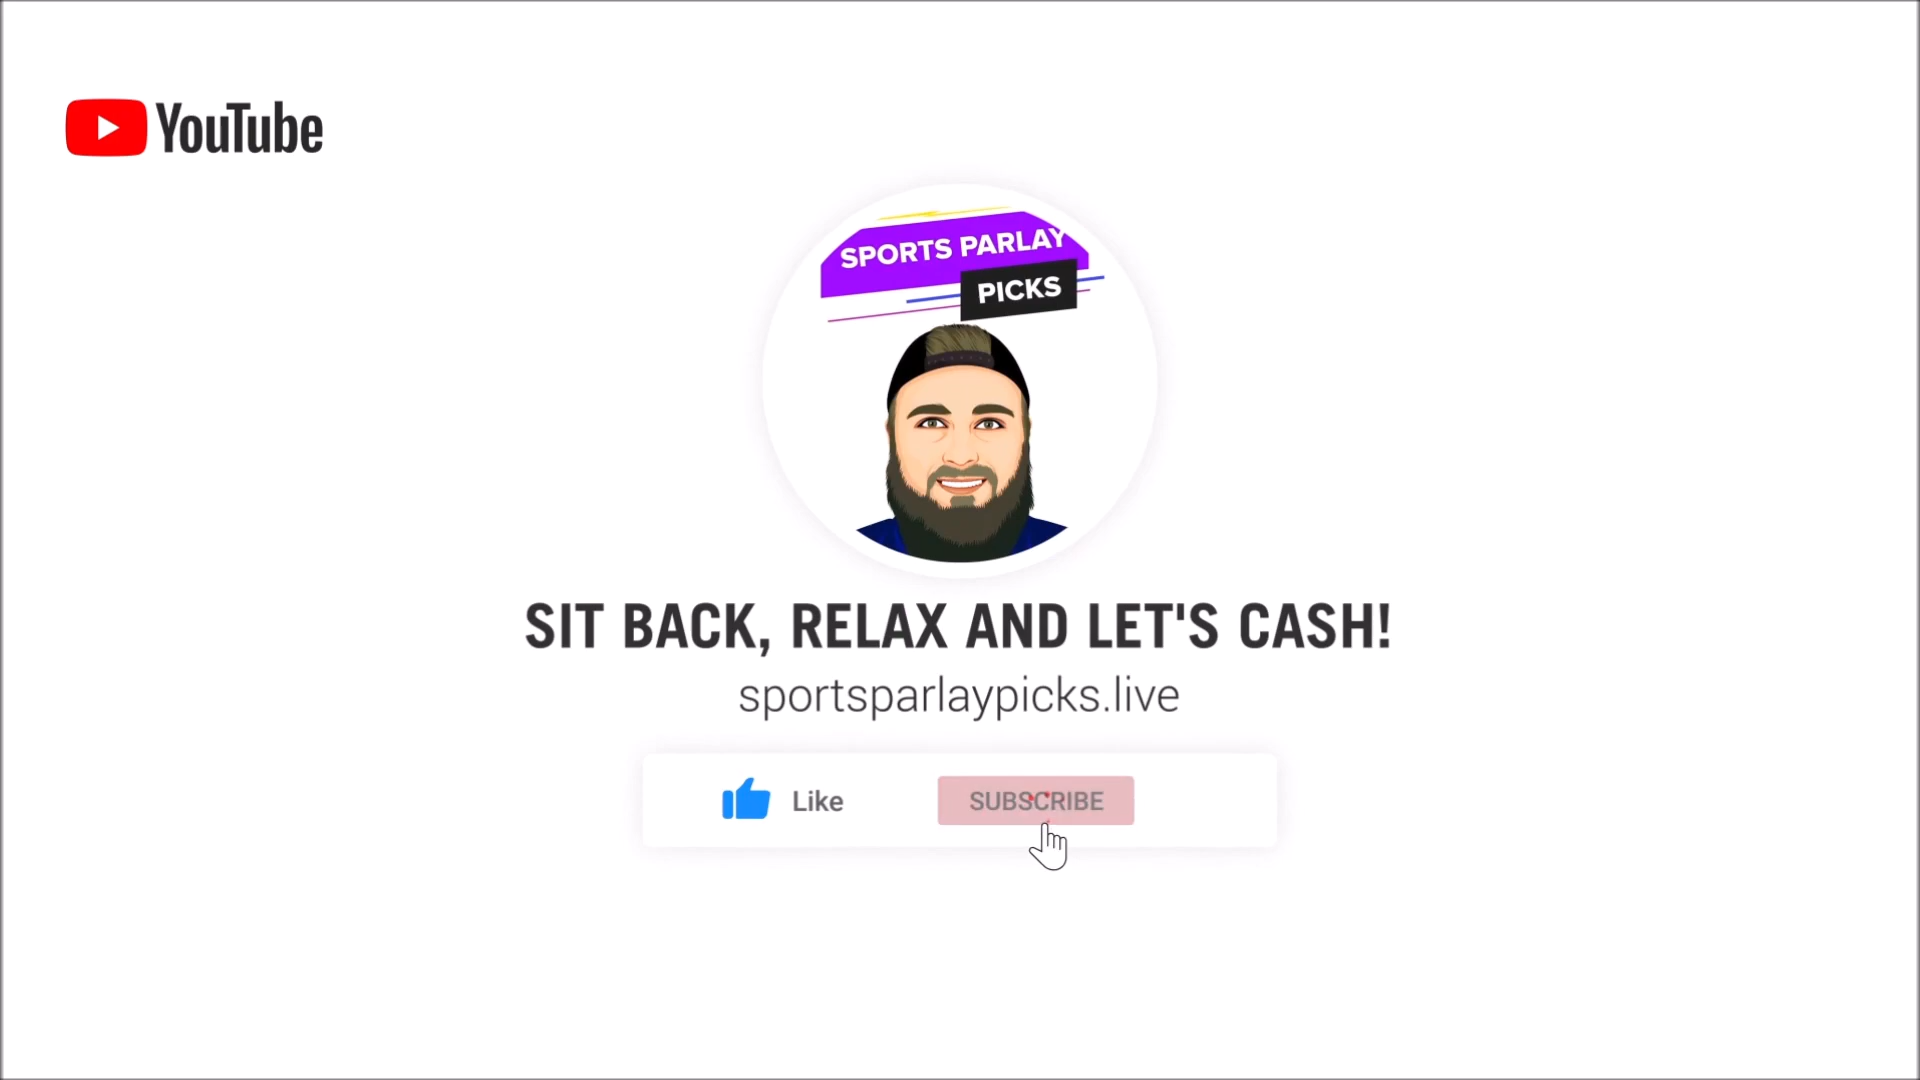 YouTube
SPORTS PARLAY
PICKS
SIT BACK, RELAX AND LET'S CASH!
sportsparlaypicks.live
Like
SUBSCRIBE